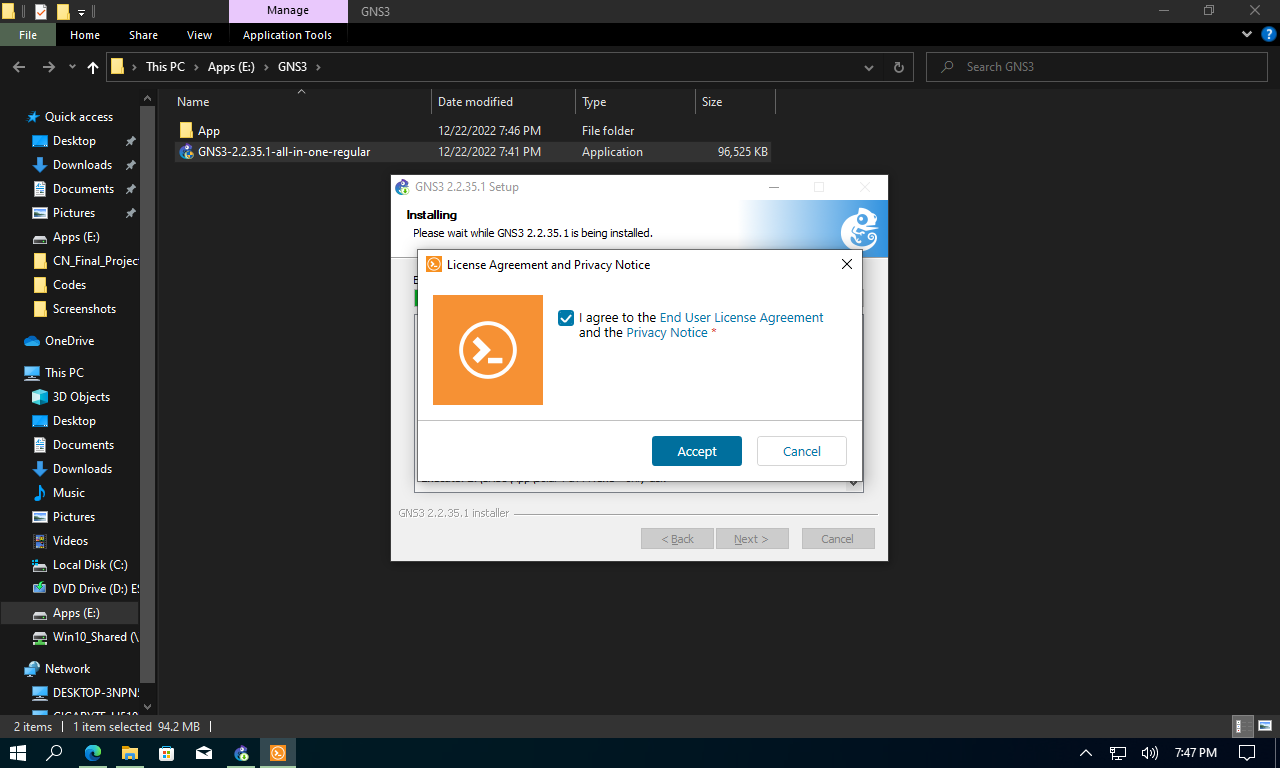 Manage
GNS3
File
Home
Share
View
Application Tools
This PC
Apps (E:)
GNS3
Search GNS3
Name
Date modified
Type
Size
App
12/22/2022 7:46 PM
File folder
GNS3-2.2.35.1-all-in-one-regular
12/22/2022 7:41 PM
Application
96,525 KB
Quick access
Desktop
Downloads
Documents
Pictures
Apps (E:)
CN_Final_Projec
Codes
Screenshots
OneDrive
This PC
3D Objects
Desktop
Documents
Downloads
Music
Pictures
Videos
Local Disk (C:)
DVD Drive (D:) ES
Apps (E:)
Win10_Shared (\
Network
DESKTOP-3NPN5
GNS3 2.2.35.1 Setup
Installing
Please wait while GNS3 2.2.35.1 is being installed.
License Agreement and Privacy Notice
I agree to the End User License Agreement
and the Privacy Notice *
Accept
Cancel
GNS3 2.2.35.1 installer
< Back
Next >
Cancel
2 items
1 item selected 94.2 MB
7:47 PM